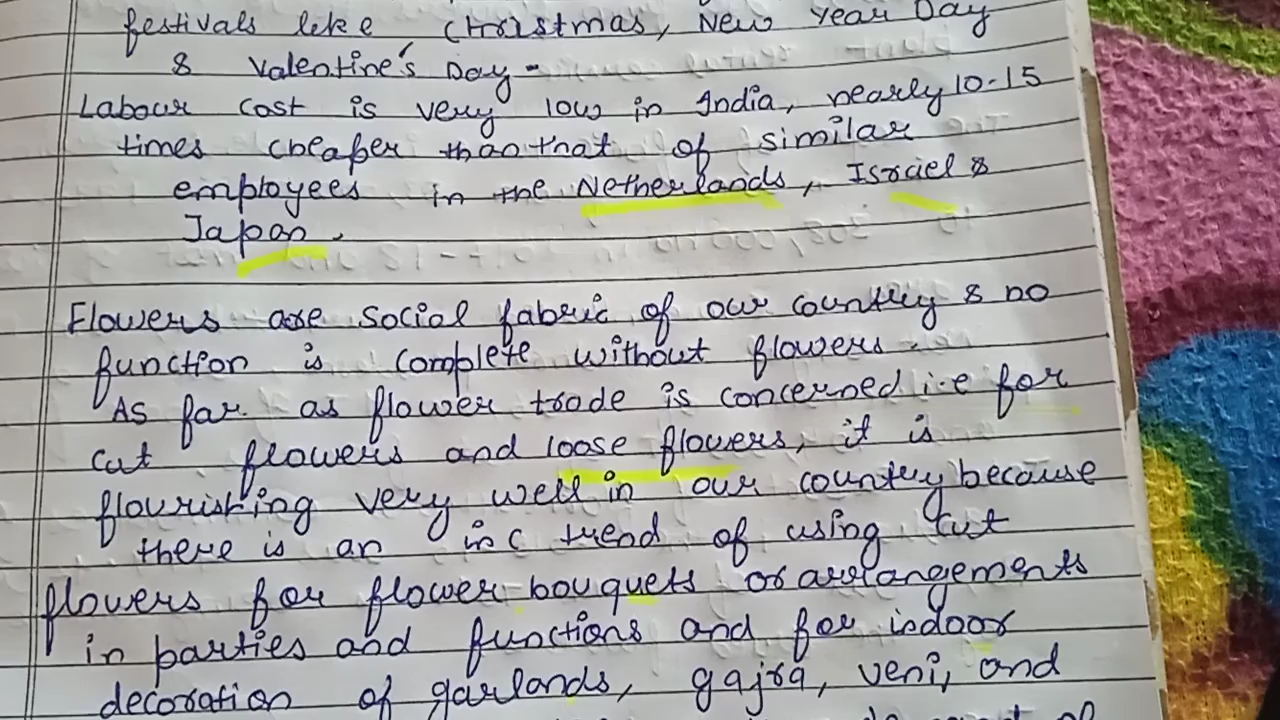 festivals like Christmas, New Year Day
& Valentine's Day -
Labour cost is very low in India, nearly 10-15
times cheaper than that of similar
employees in the Netherlands, Israiel &
Japan.
Flowers are social fabric of our country & no
function is complete without flowers.
As far as flower trade is concerned i.e for
cut flowers and loose flowers, it is
flourishing very well in our country because
there is an inc trend of using cut
flowers for flower bouquets or arrangements
in parties and functions and for indoor
decoration of garlands, gajra, veni, and